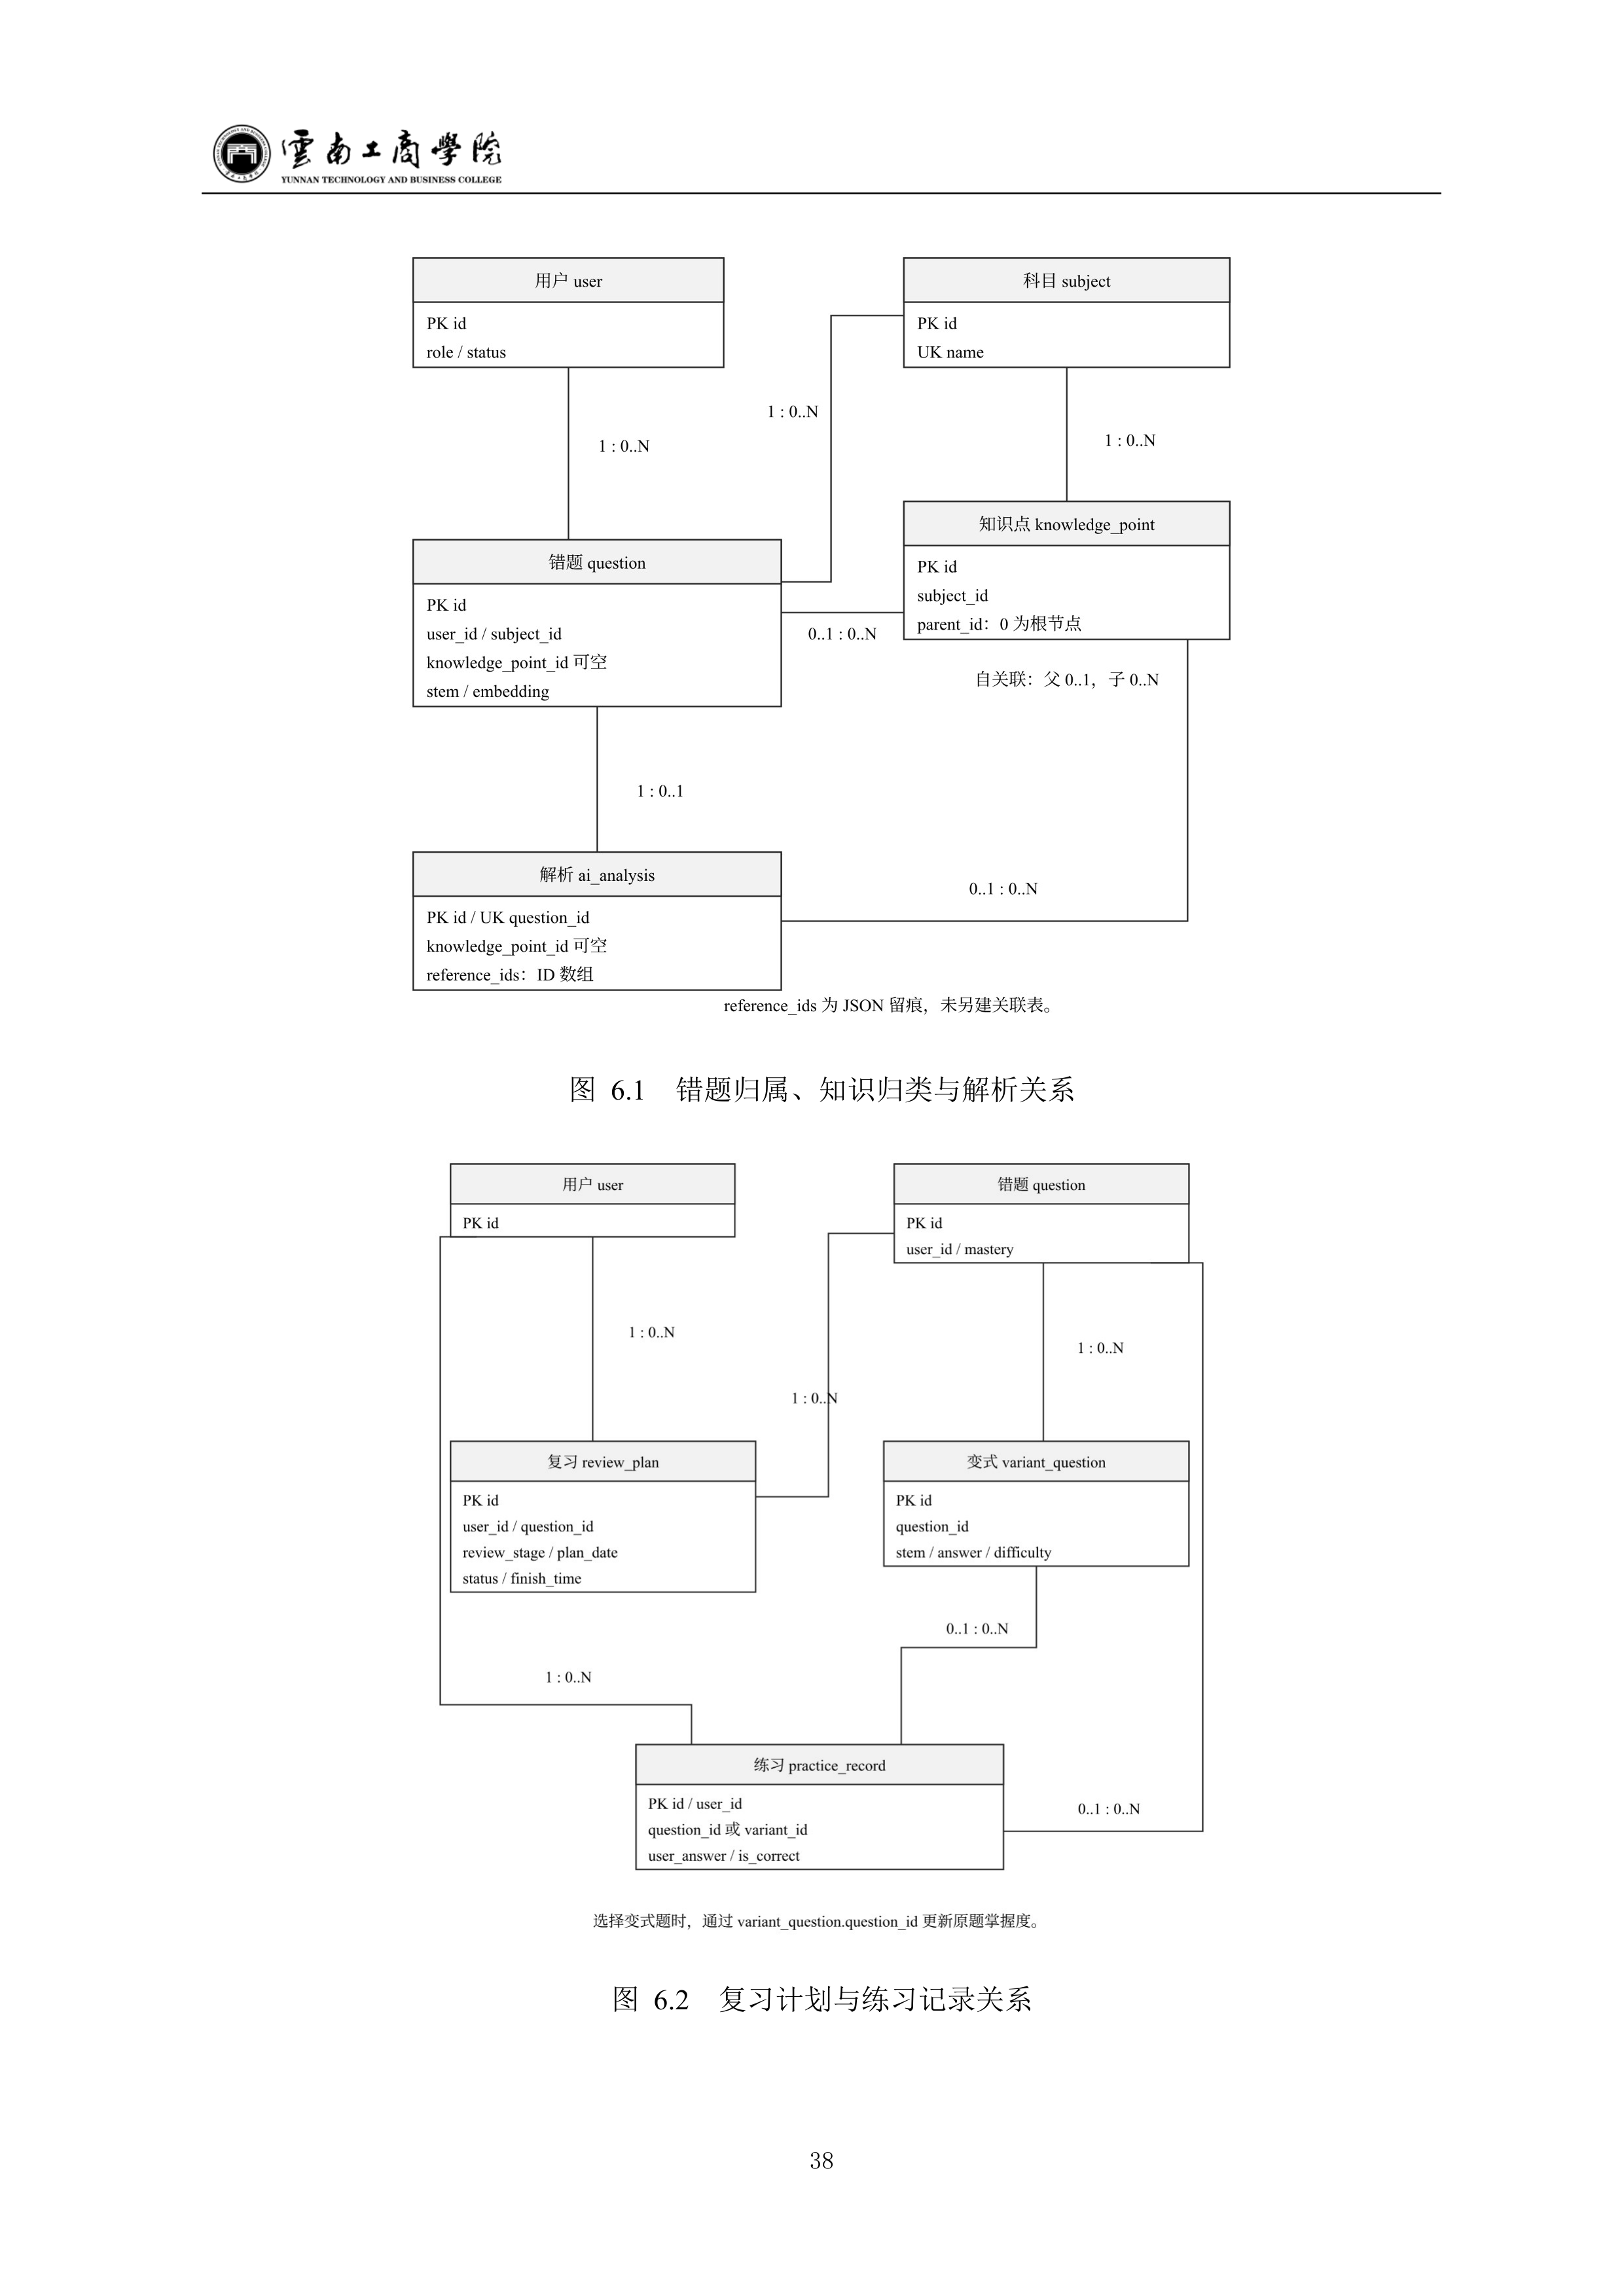 雲南工商學院
YUNNAN TECHNOLOGY AND BUSINESS COLLEGE
用户 user
PK id
role / status
科目 subject
PK id
UK name
1 : 0..N
1 : 0..N
1 : 0..N
知识点 knowledge_point
PK id
subject_id
parent_id：0 为根节点
错题 question
PK id
user_id / subject_id
knowledge_point_id 可空
stem / embedding
0..1 : 0..N
自关联：父 0..1，子 0..N
1 : 0..1
解析 ai_analysis
PK id / UK question_id
knowledge_point_id 可空
reference_ids：ID 数组
0..1 : 0..N
reference_ids 为 JSON 留痕，未另建关联表。
图 6.1 错题归属、知识归类与解析关系
用户 user
PK id
错题 question
PK id
user_id / mastery
1 : 0..N
1 : 0..N
1 : 0..N
复习 review_plan
PK id
user_id / question_id
review_stage / plan_date
status / finish_time
变式 variant_question
PK id
question_id
stem / answer / difficulty
0..1 : 0..N
1 : 0..N
练习 practice_record
PK id / user_id
question_id 或 variant_id
user_answer / is_correct
0..1 : 0..N
选择变式题时，通过 variant_question.question_id 更新原题掌握度。
图 6.2 复习计划与练习记录关系
38